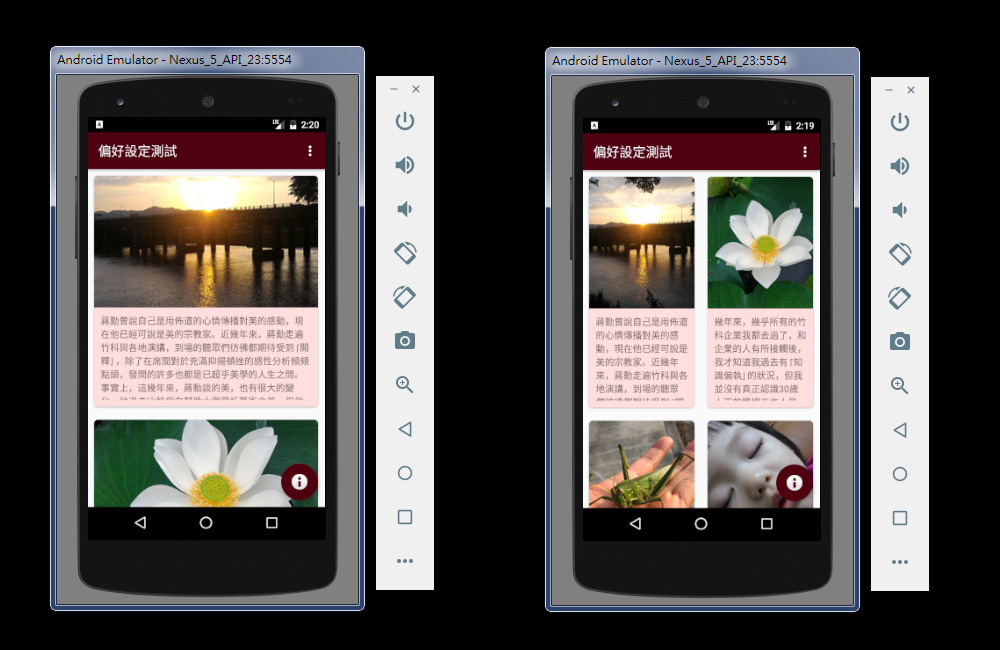 Android Emulator - Nexus_5_API_23:5554
2:20
偏好設定測試
蔣勳曾說自己是用佈道的心情傳播對美的感動，現
在他已經可說是美的宗教家。近幾年來，蔣勳走遍
竹科與各地演講，到場的聽眾們彷彿都期待受到「開
釋」，除了在席間對於充滿抑揚頓挫的感性分析頻頻
點頭，發問的許多也都是已超乎美學的人生之問。
事實上，這幾年來，蔣勳談的美，也有很大的變
Android Emulator - Nexus_5_API_23:5554
2:19
偏好設定測試
蔣勳曾說自己是用佈道
的心情傳播對美的感
動，現在他已經可說是
美的宗教家。近幾年
來，蔣勳走遍竹科與各
地演講，到場的聽眾
幾年來，幾乎所有的竹
科企業我都去過了，和
企業的人有所接觸後，
我才知道我過去有「知
識偏執」的狀況，但我
並沒有真正認識30歲